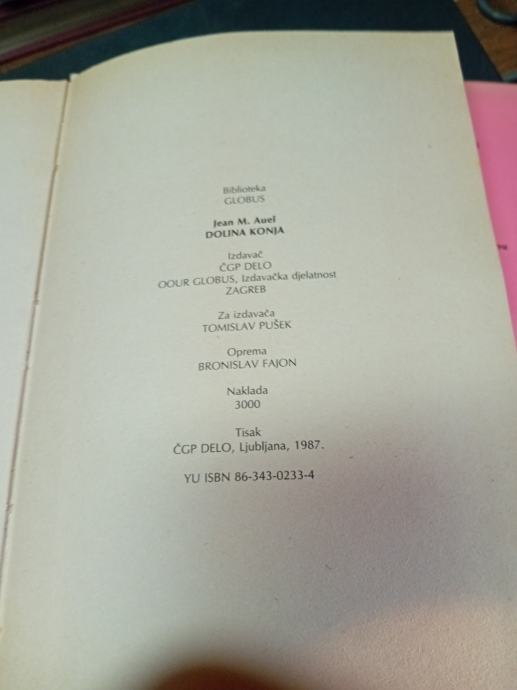 Biblioteka
GLOBUS
Jean M. Auel
DOLINA KONJA
Izdavač
ČGP DELO
OOUR GLOBUS, Izdavačka djelatnost
ZAGREB
Za izdavača
TOMISLAV PUŠEK
Oprema
BRONISLAV FAJON
Naklada
3000
Tisak
ČGP DELO, Ljubljana, 1987.
YU ISBN 86-343-0233-4